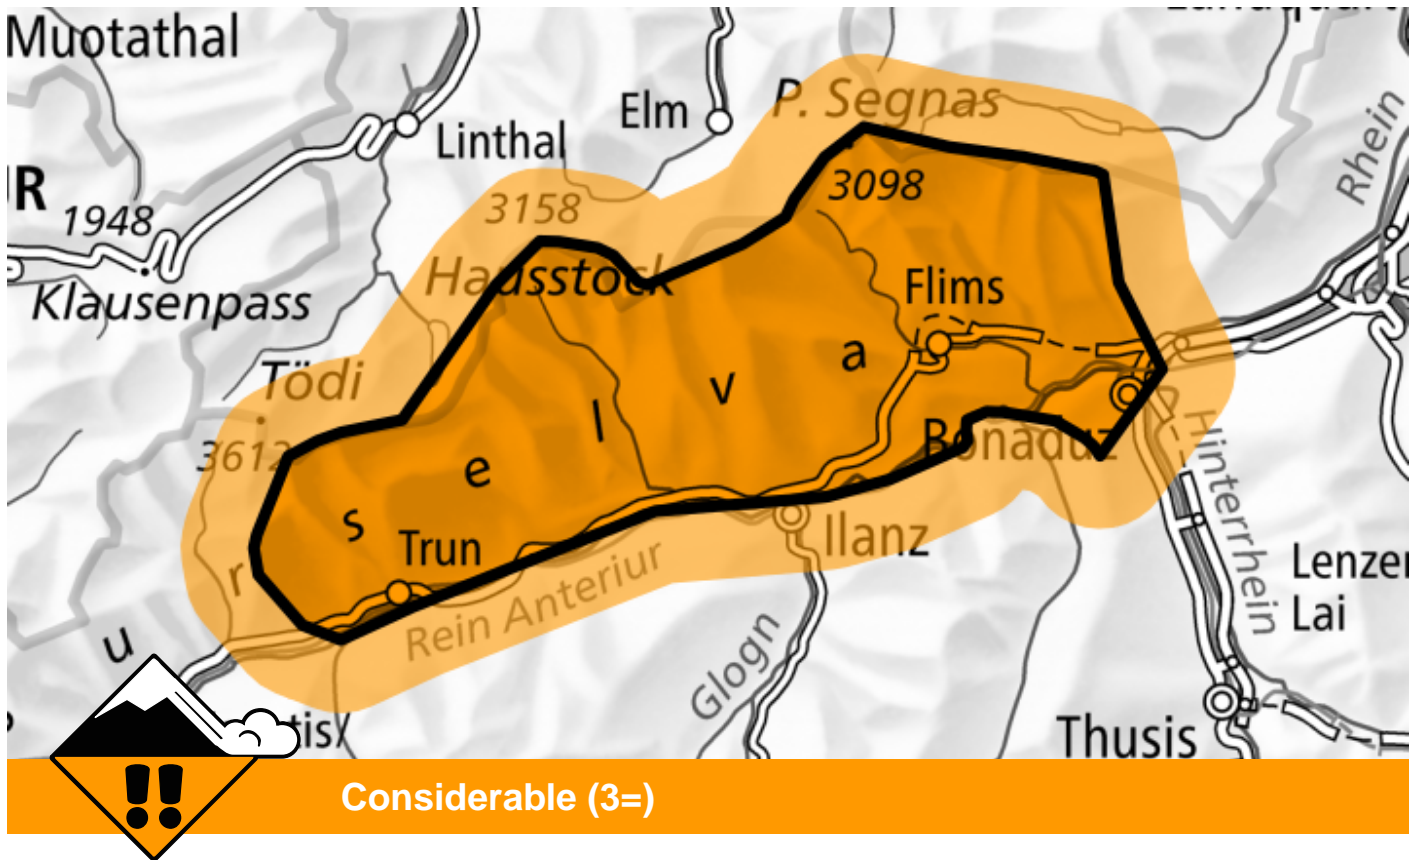 Muotathal
Elm
P. Segnas
Linthal
Rhein
R
1948
3158
3098
Klausenpass
Hausstock
Flims
Tödi
a
v
l
3612
e
Bonaduz
Hinterrhein
s
Trun
Ilanz
r
Rein Anteriur
Lenzer
Lai
u
Glogn
Thusis
Considerable (3=)